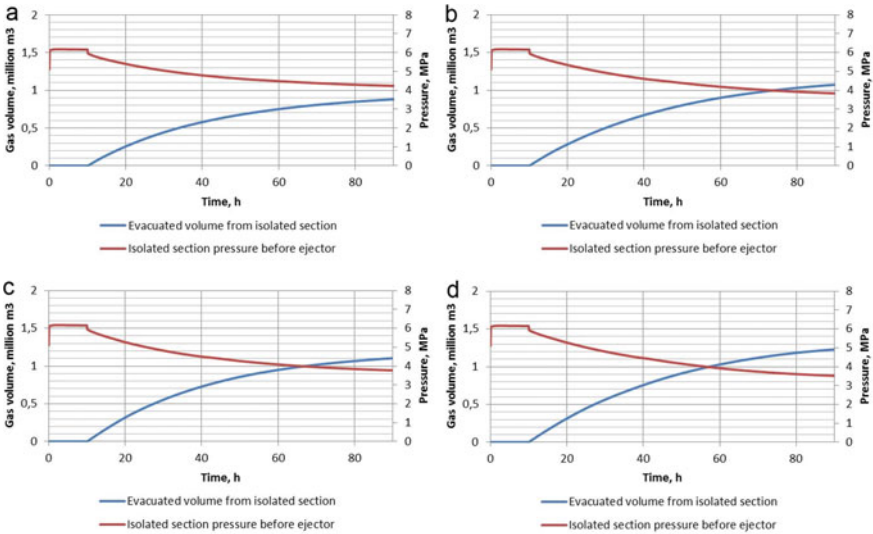 a
2
1,5
1
0,5
0
Gas volume, million m3
8
7
6
5
4
3
2
1
0
Pressure, MPa
0 20 40 60 80
Time, h
Evacuated volume from isolated section
Isolated section pressure before ejector
b
2
1,5
1
0,5
0
Gas volume, million m3
8
7
6
5
4
3
2
1
0
Pressure, MPa
0 20 40 60 80
Time, h
Evacuated volume from isolated section
Isolated section pressure before ejector
c
2
1,5
1
0,5
0
Gas volume, million m3
8
7
6
5
4
3
2
1
0
Pressure, MPa
0 20 40 60 80
Time, h
Evacuated volume from isolated section
Isolated section pressure before ejector
d
2
1,5
1
0,5
0
Gas volume, million m3
8
7
6
5
4
3
2
1
0
Pressure, MPa
0 20 40 60 80
Time, h
Evacuated volume from isolated section
Isolated section pressure before ejector